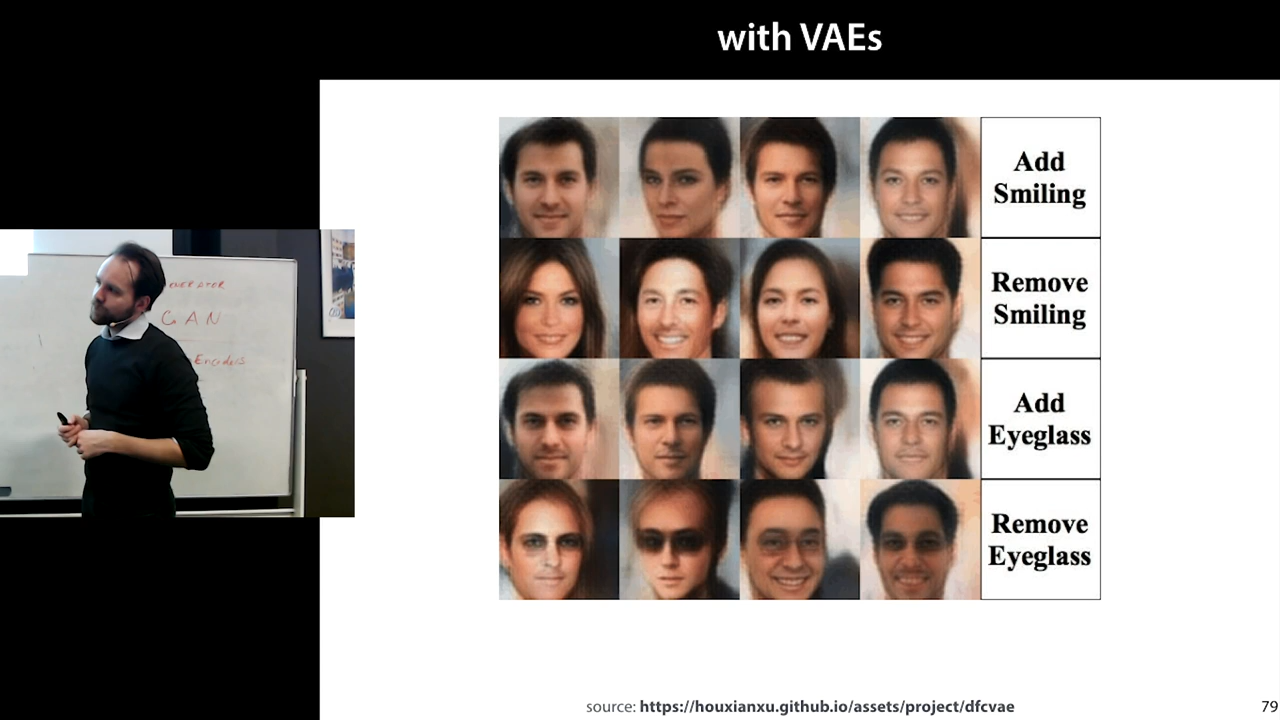 with VAEs
Add
Smiling
Remove
Smiling
Add
Eyeglass
Remove
Eyeglass
GAN
source: https://houxianxu.github.io/assets/project/dfcvae
79